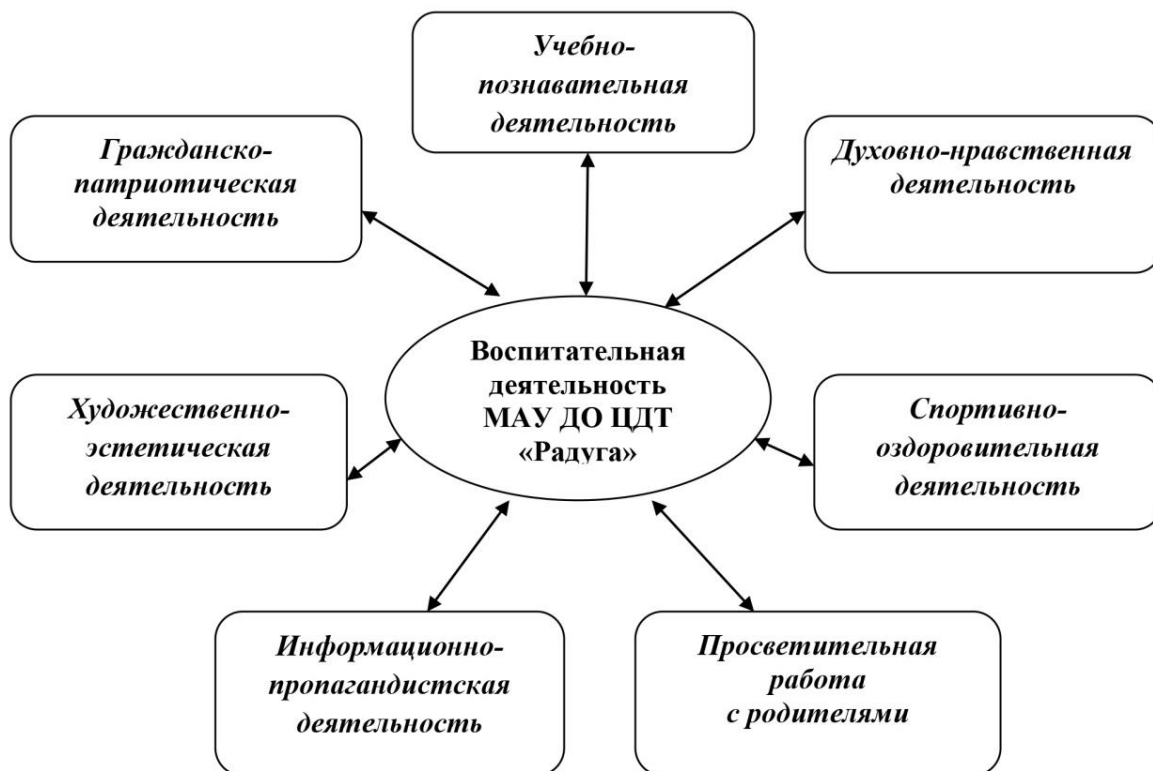 Учебно-
познавательная
деятельность
Гражданско-
патриотическая
деятельность
Духовно-нравственная
деятельность
Воспитательная
деятельность
МАУ ДО ЦДТ
«Радуга»
Художественно-
эстетическая
деятельность
Спортивно-
оздоровительная
деятельность
Информационно-
пропагандистская
деятельность
Просветительная
работа
с родителями